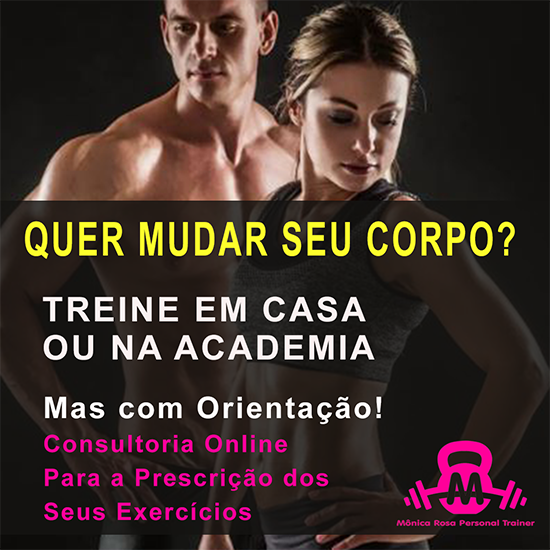 QUER MUDAR SEU CORPO?
TREINE EM CASA
OU NA ACADEMIA
Mas com Orientação!
Consultoria Online
Para a Prescrição dos
Seus Exercícios
M
Mônica Rosa Personal Trainer